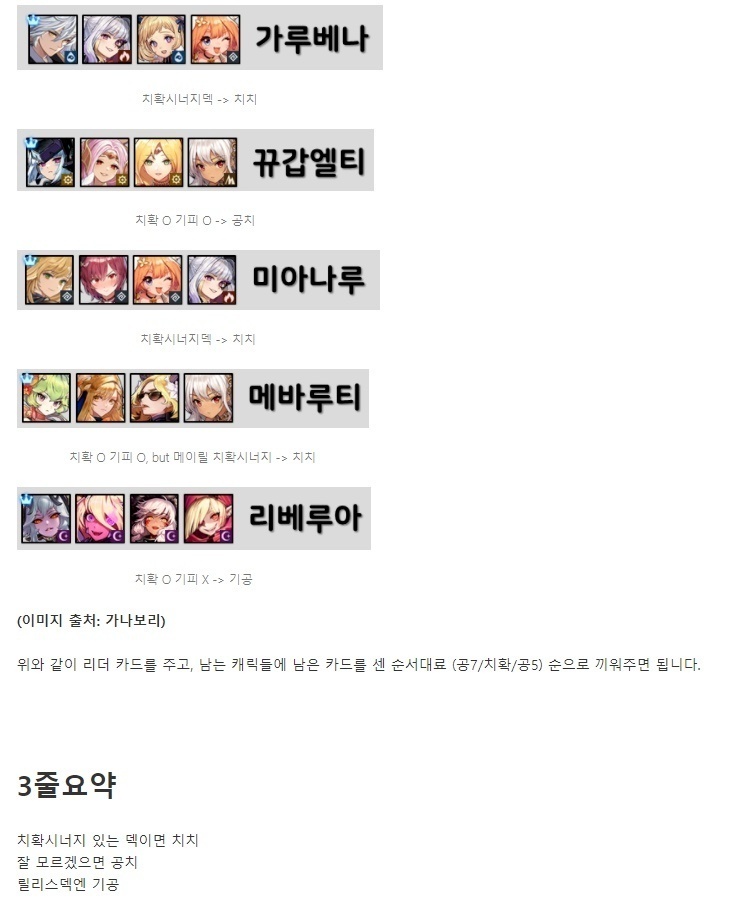 가루베나
치확시너지덱 -> 치치
뀨갑엘티
치확 O 기피 O -> 공치
미아나루
치확시너지덱 -> 치치
메바루티
치확 O 기피 O, but 메이릴 치확시너지 -> 치치
리베루아
치확 O 기피 X -> 기공
(이미지 출처: 가나보리)
위와 같이 리더 카드를 주고, 남는 캐릭들에 남은 카드를 센 순서대료 (공7/치확/공5) 순으로 끼워주면 됩니다.
3줄요약
치확시너지 있는 덱이면 치치
잘 모르겠으면 공치
릴리스덱엔 기공